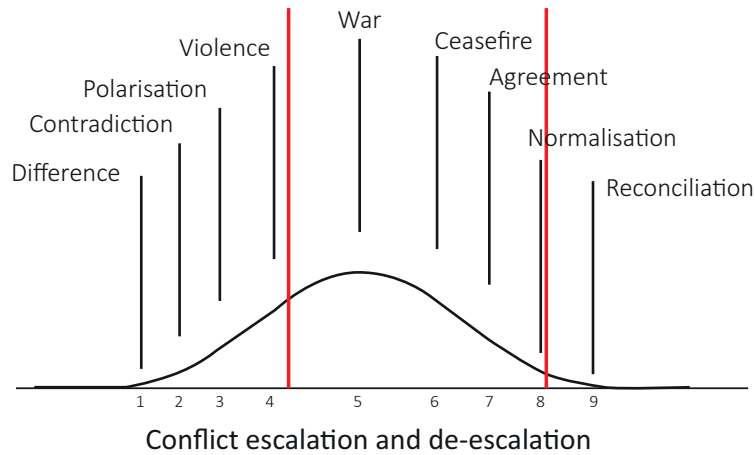 War
Violence
Ceasefire
Polarisation
Agreement
Contradiction
Normalisation
Difference
Reconciliation
1 2 3 4 5 6 7 8 9
Conflict escalation and de-escalation